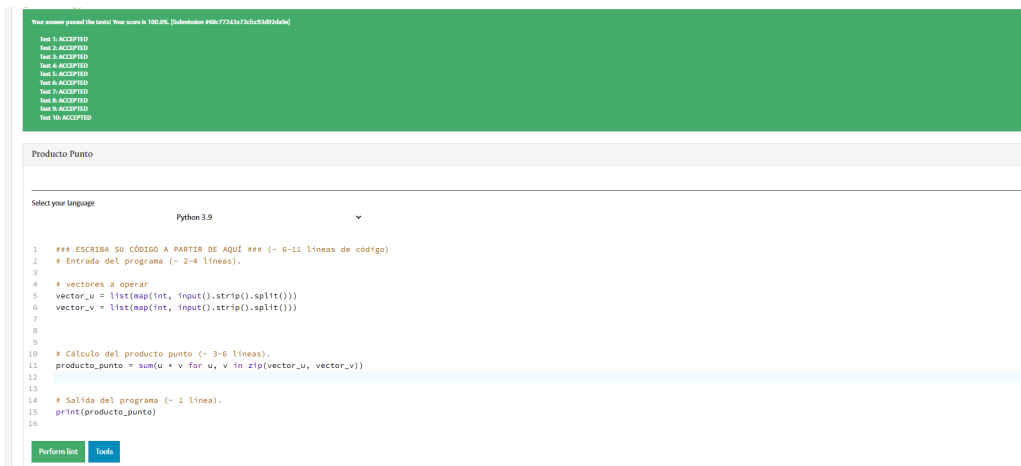 Your answer passed the tests! Your score is 100.0%. [Submission #68c77243a73cfcc92d92da9e]
Test 1: ACCEPTED
Test 2: ACCEPTED
Test 3: ACCEPTED
Test 4: ACCEPTED
Test 5: ACCEPTED
Test 6: ACCEPTED
Test 7: ACCEPTED
Test 8: ACCEPTED
Test 9: ACCEPTED
Test 10: ACCEPTED
Producto Punto
Select your language
Python 3.9
1 ### ESCRIBA SU CÓDIGO A PARTIR DE AQUÍ ### (~ 6-11 líneas de código)
2 # Entrada del programa (~ 2-4 líneas).
3
4 # vectores a operar
5 vector_u = list(map(int, input().strip().split()))
6 vector_v = list(map(int, input().strip().split()))
7
8
9
10 # Cálculo del producto punto (~ 3-6 líneas).
11 producto_punto = sum(u * v for u, v in zip(vector_u, vector_v))
12
13
14 # Salida del programa (~ 1 línea).
15 print(producto_punto)
16
Perform lint
Tools